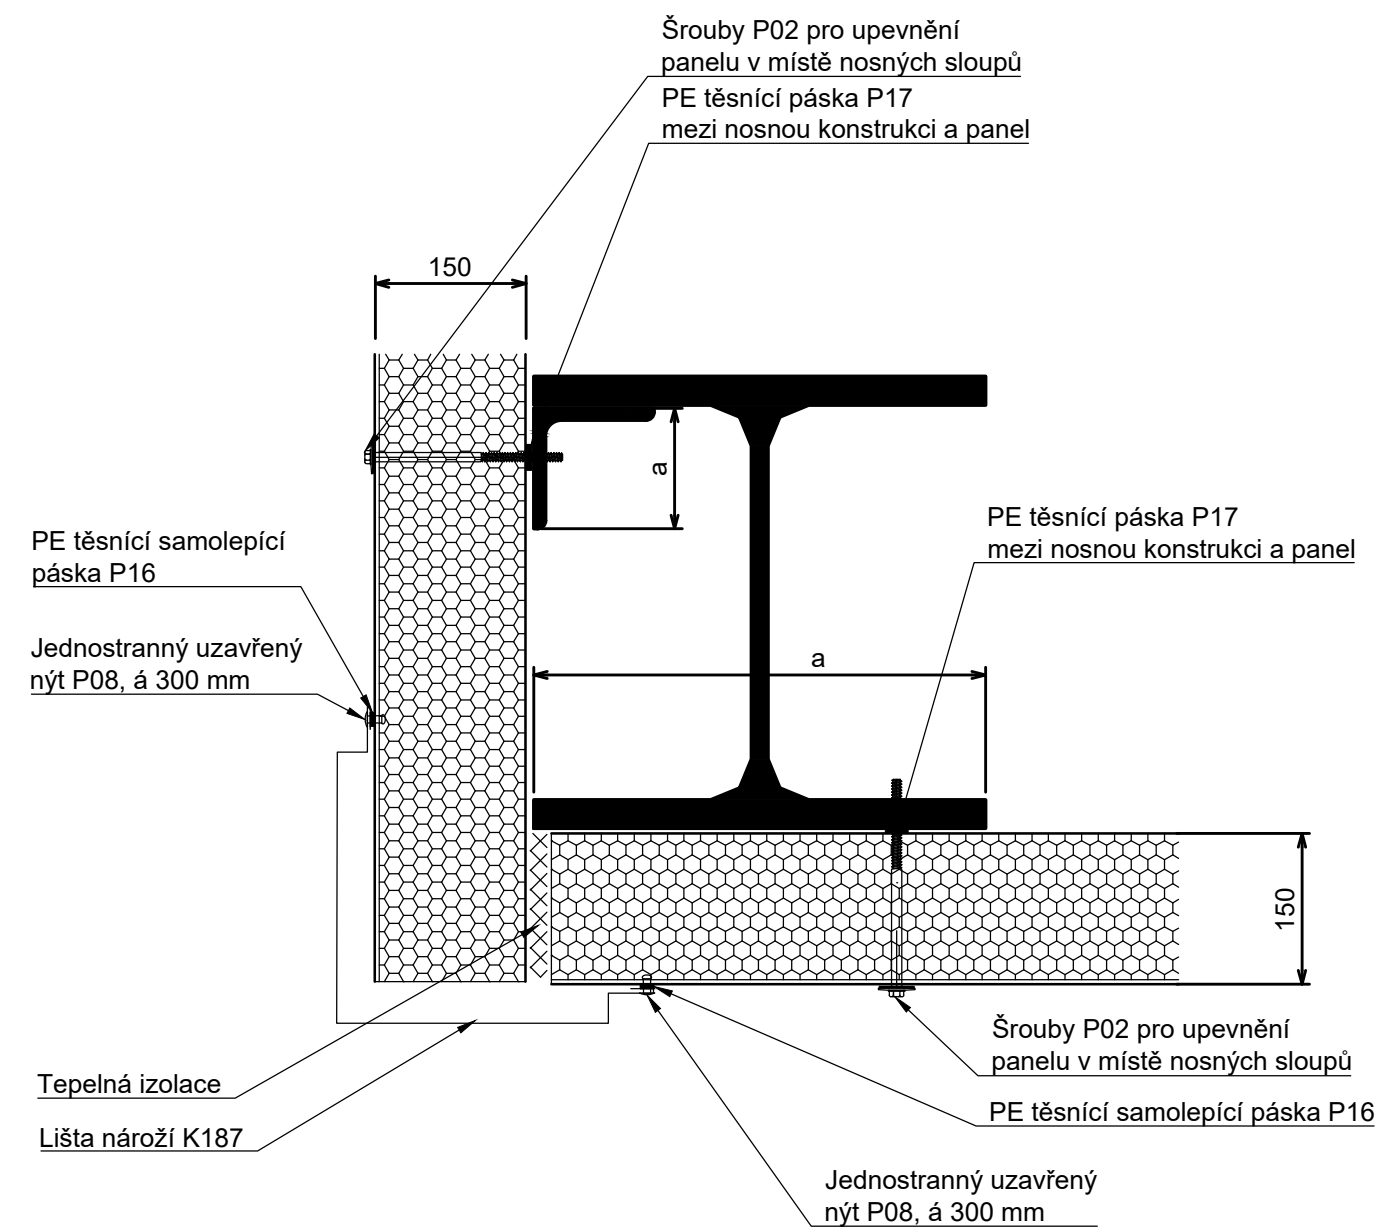 Šrouby P02 pro upevnění
panelu v místě nosných sloupů
PE těsnící páska P17
mezi nosnou konstrukci a panel
150
a
PE těsnící páska P17
mezi nosnou konstrukci a panel
PE těsnící samolepící
páska P16
Jednostranný uzavřený
nýt P08, á 300 mm
a
150
Šrouby P02 pro upevnění
panelu v místě nosných sloupů
Tepelná izolace
PE těsnící samolepící páska P16
Lišta nároží K187
Jednostranný uzavřený
nýt P08, á 300 mm